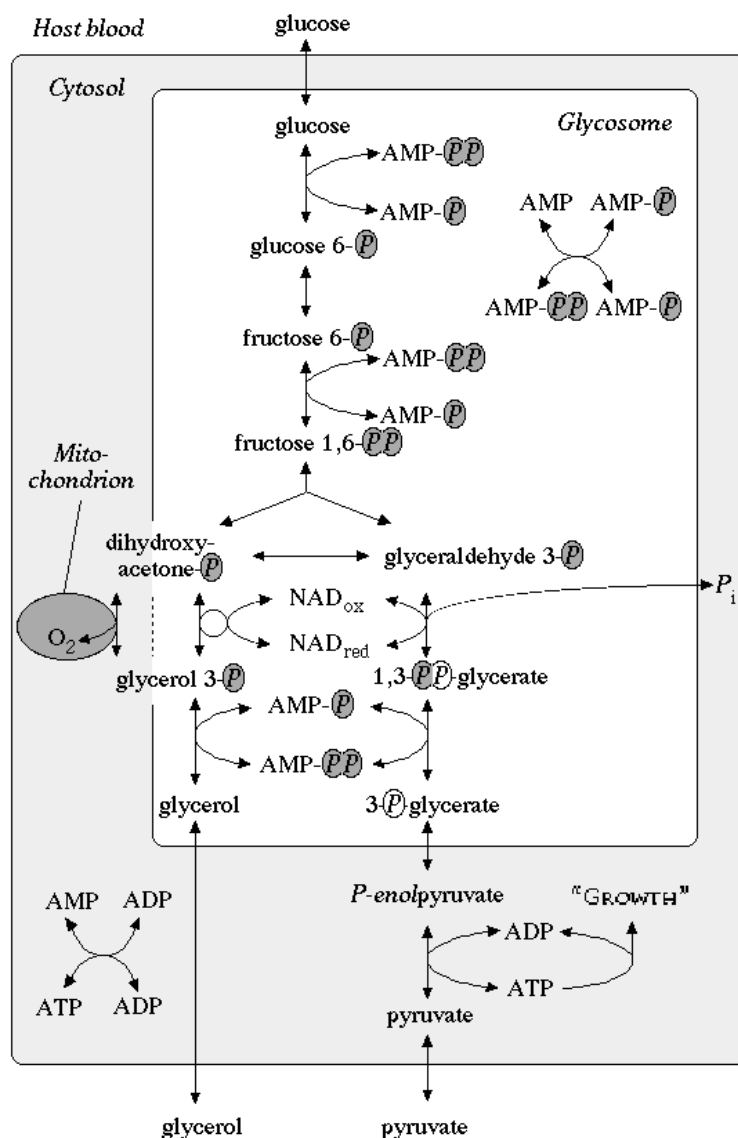 Host blood
glucose
Cytosol
glucose
Glycosome
AMP-PP
AMP-P
glucose 6-P
AMP AMP-P
AMP-PP AMP-P
fructose 6-P
AMP-PP
AMP-P
fructose 1,6-PP
Mito-
chondrion
dihydroxy-
acetone-P
glyceraldehyde 3-P
NADox
Pi
O2
NADred
glycerol 3-P
1,3-PP-glycerate
AMP-P
AMP-PP
glycerol
3-P-glycerate
P-enolpyruvate
"GROWTH"
AMP ADP
ADP
ATP ADP
ATP
pyruvate
glycerol
pyruvate